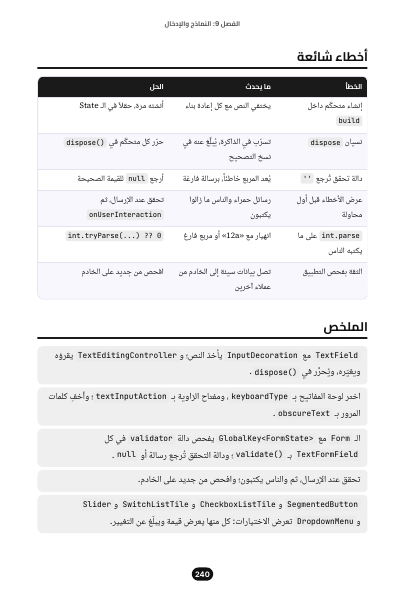 الفصل 9: النماذج والإدخال
أخطاء شائعة
الخطأ ما يحدث الحل
إنشاء متحكّم داخل build يختفي النص مع كل إعادة بناء أنشئه مرة، حقلاً في الـ State
نسيان dispose تسرّب في الذاكرة، يُبلَّغ عنه في نسخ التصحيح حرّر كل متحكّم في dispose()
دالة تحقق تُرجع '' يُعد المربع خاطئاً، برسالة فارغة أرجع null للقيمة الصحيحة
عرض الأخطاء قبل أول محاولة رسائل حمراء والناس ما زالوا يكتبون تحقق عند الإرسال، ثم onUserInteraction
int.parse على ما يكتبه الناس انهيار مع «12a» أو مربع فارغ int.tryParse(...) ?? 0
الثقة بفحص التطبيق تصل بيانات سيئة إلى الخادم من عملاء آخرين افحص من جديد على الخادم
الملخص
TextField مع InputDecoration يأخذ النص؛ و TextEditingController يقرؤه
ويغيّره، ويُحرَّر في dispose() .
اختر لوحة المفاتيح بـ keyboardType ، ومفتاح الزاوية بـ textInputAction ؛ وأخفِ كلمات
المرور بـ obscureText .
الـ Form مع GlobalKey<FormState> يفحص دالة validator في كل
TextFormField بـ validate() ؛ ودالة التحقق تُرجع رسالة أو null .
تحقق عند الإرسال، ثم والناس يكتبون؛ وافحص من جديد على الخادم.
SegmentedButton و CheckboxListTile و SwitchListTile و Slider
و DropdownMenu تعرض الاختيارات: كل منها يعرض قيمة ويبلّغ عن التغيير.
240